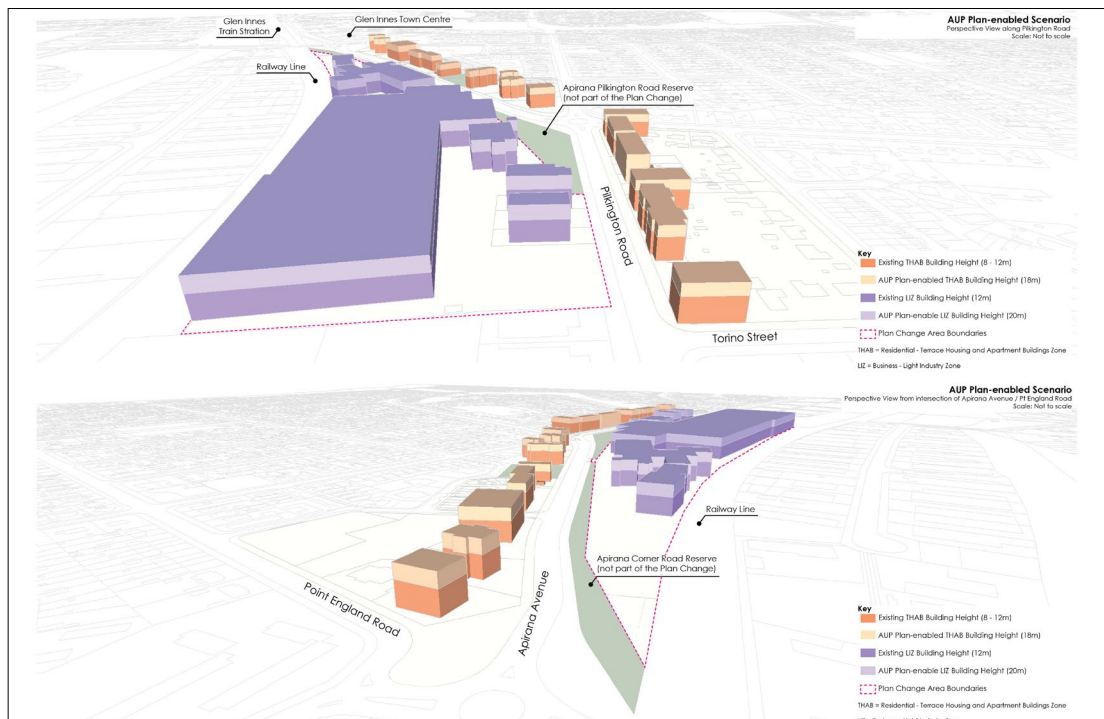 Glen Innes
Train Stration
Glen Innes Town Centre
AUP Plan-enabled Scenario
Perspective View along Pilkington Road
Scale: Not to scale
Railway Line
Apirana Pilkington Road Reserve
(not part of the Plan Change)
Pilkington Road
Torino Street
Key
Existing THAB Building Height (8 - 12m)
AUP Plan-enabled THAB Building Height (18m)
Existing LIZ Building Height (12m)
AUP Plan-enable LIZ Building Height (20m)
Plan Change Area Boundaries
THAB = Residential - Terrace Housing and Apartment Buildings Zone
LIZ = Business - Light Industry Zone
AUP Plan-enabled Scenario
Perspective View from intersection of Apirana Avenue / Pt England Road
Scale: Not to scale
Railway Line
Apirana Corner Road Reserve
(not part of the Plan Change)
Point England Road
Apirana Avenue
Key
Existing THAB Building Height (8 - 12m)
AUP Plan-enabled THAB Building Height (18m)
Existing LIZ Building Height (12m)
AUP Plan-enable LIZ Building Height (20m)
Plan Change Area Boundaries
THAB = Residential - Terrace Housing and Apartment Buildings Zone